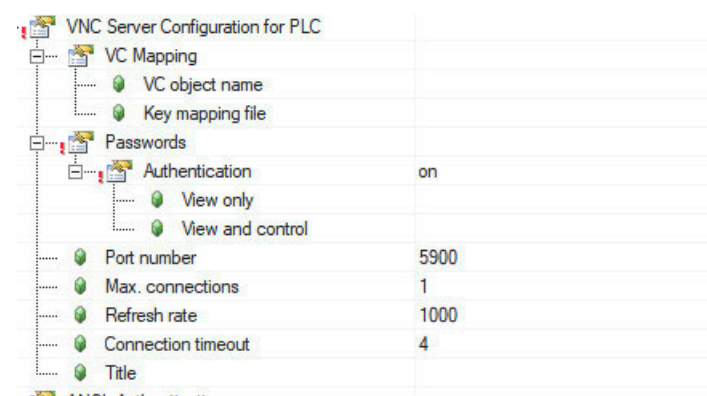 VNC Server Configuration for PLC
VC Mapping
VC object name
Key mapping file
Passwords
Authentication on
View only
View and control
Port number 5900
Max. connections 1
Refresh rate 1000
Connection timeout 4
Title